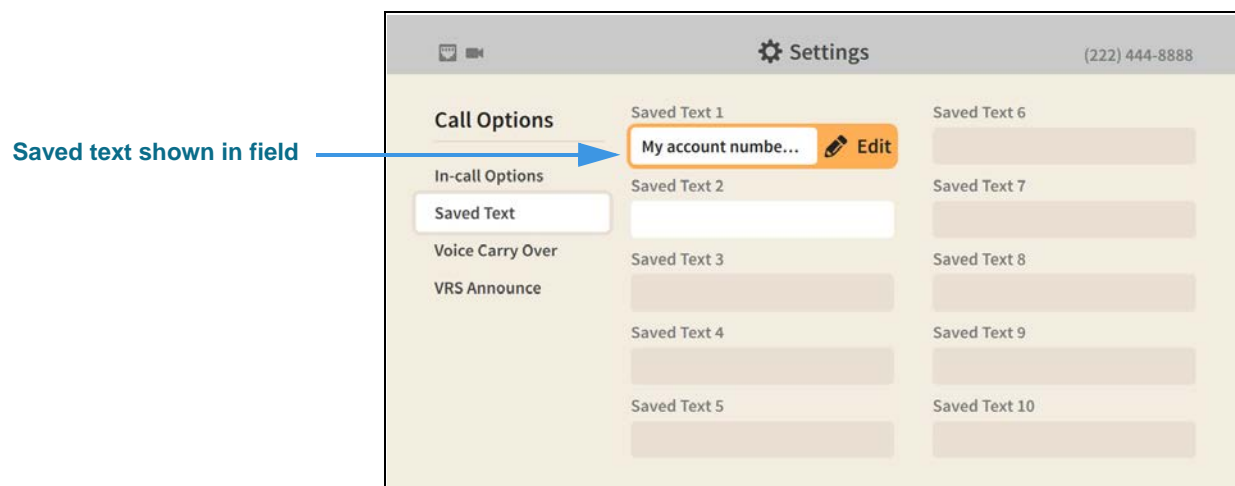 Settings
(222) 444-8888
Saved text shown in field
Call Options
In-call Options
Saved Text
Voice Carry Over
VRS Announce
Saved Text 1
My account numbe...
Edit
Saved Text 2
Saved Text 3
Saved Text 4
Saved Text 5
Saved Text 6
Saved Text 7
Saved Text 8
Saved Text 9
Saved Text 10